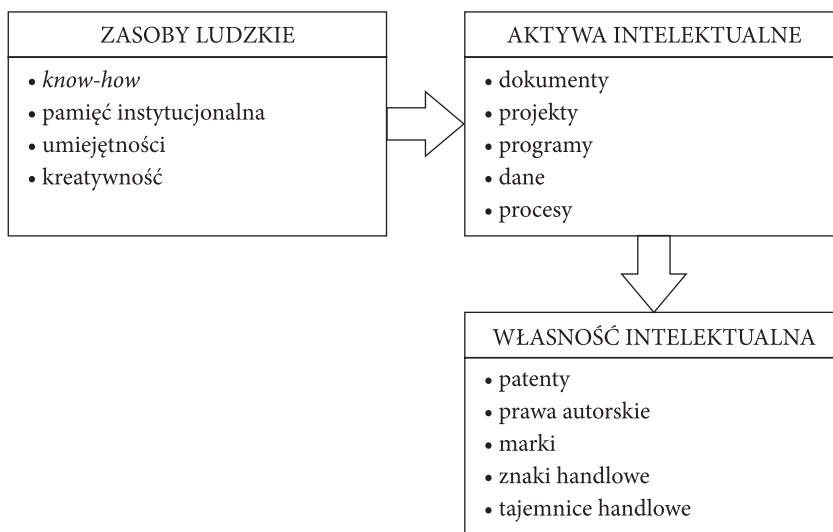 ZASOBY LUDZKIE
• know-how
• pamięć instytucjonalna
• umiejętności
• kreatywność
AKTYWA INTELEKTUALNE
• dokumenty
• projekty
• programy
• dane
• procesy
WŁASNOŚĆ INTELEKTUALNA
• patenty
• prawa autorskie
• marki
• znaki handlowe
• tajemnice handlowe